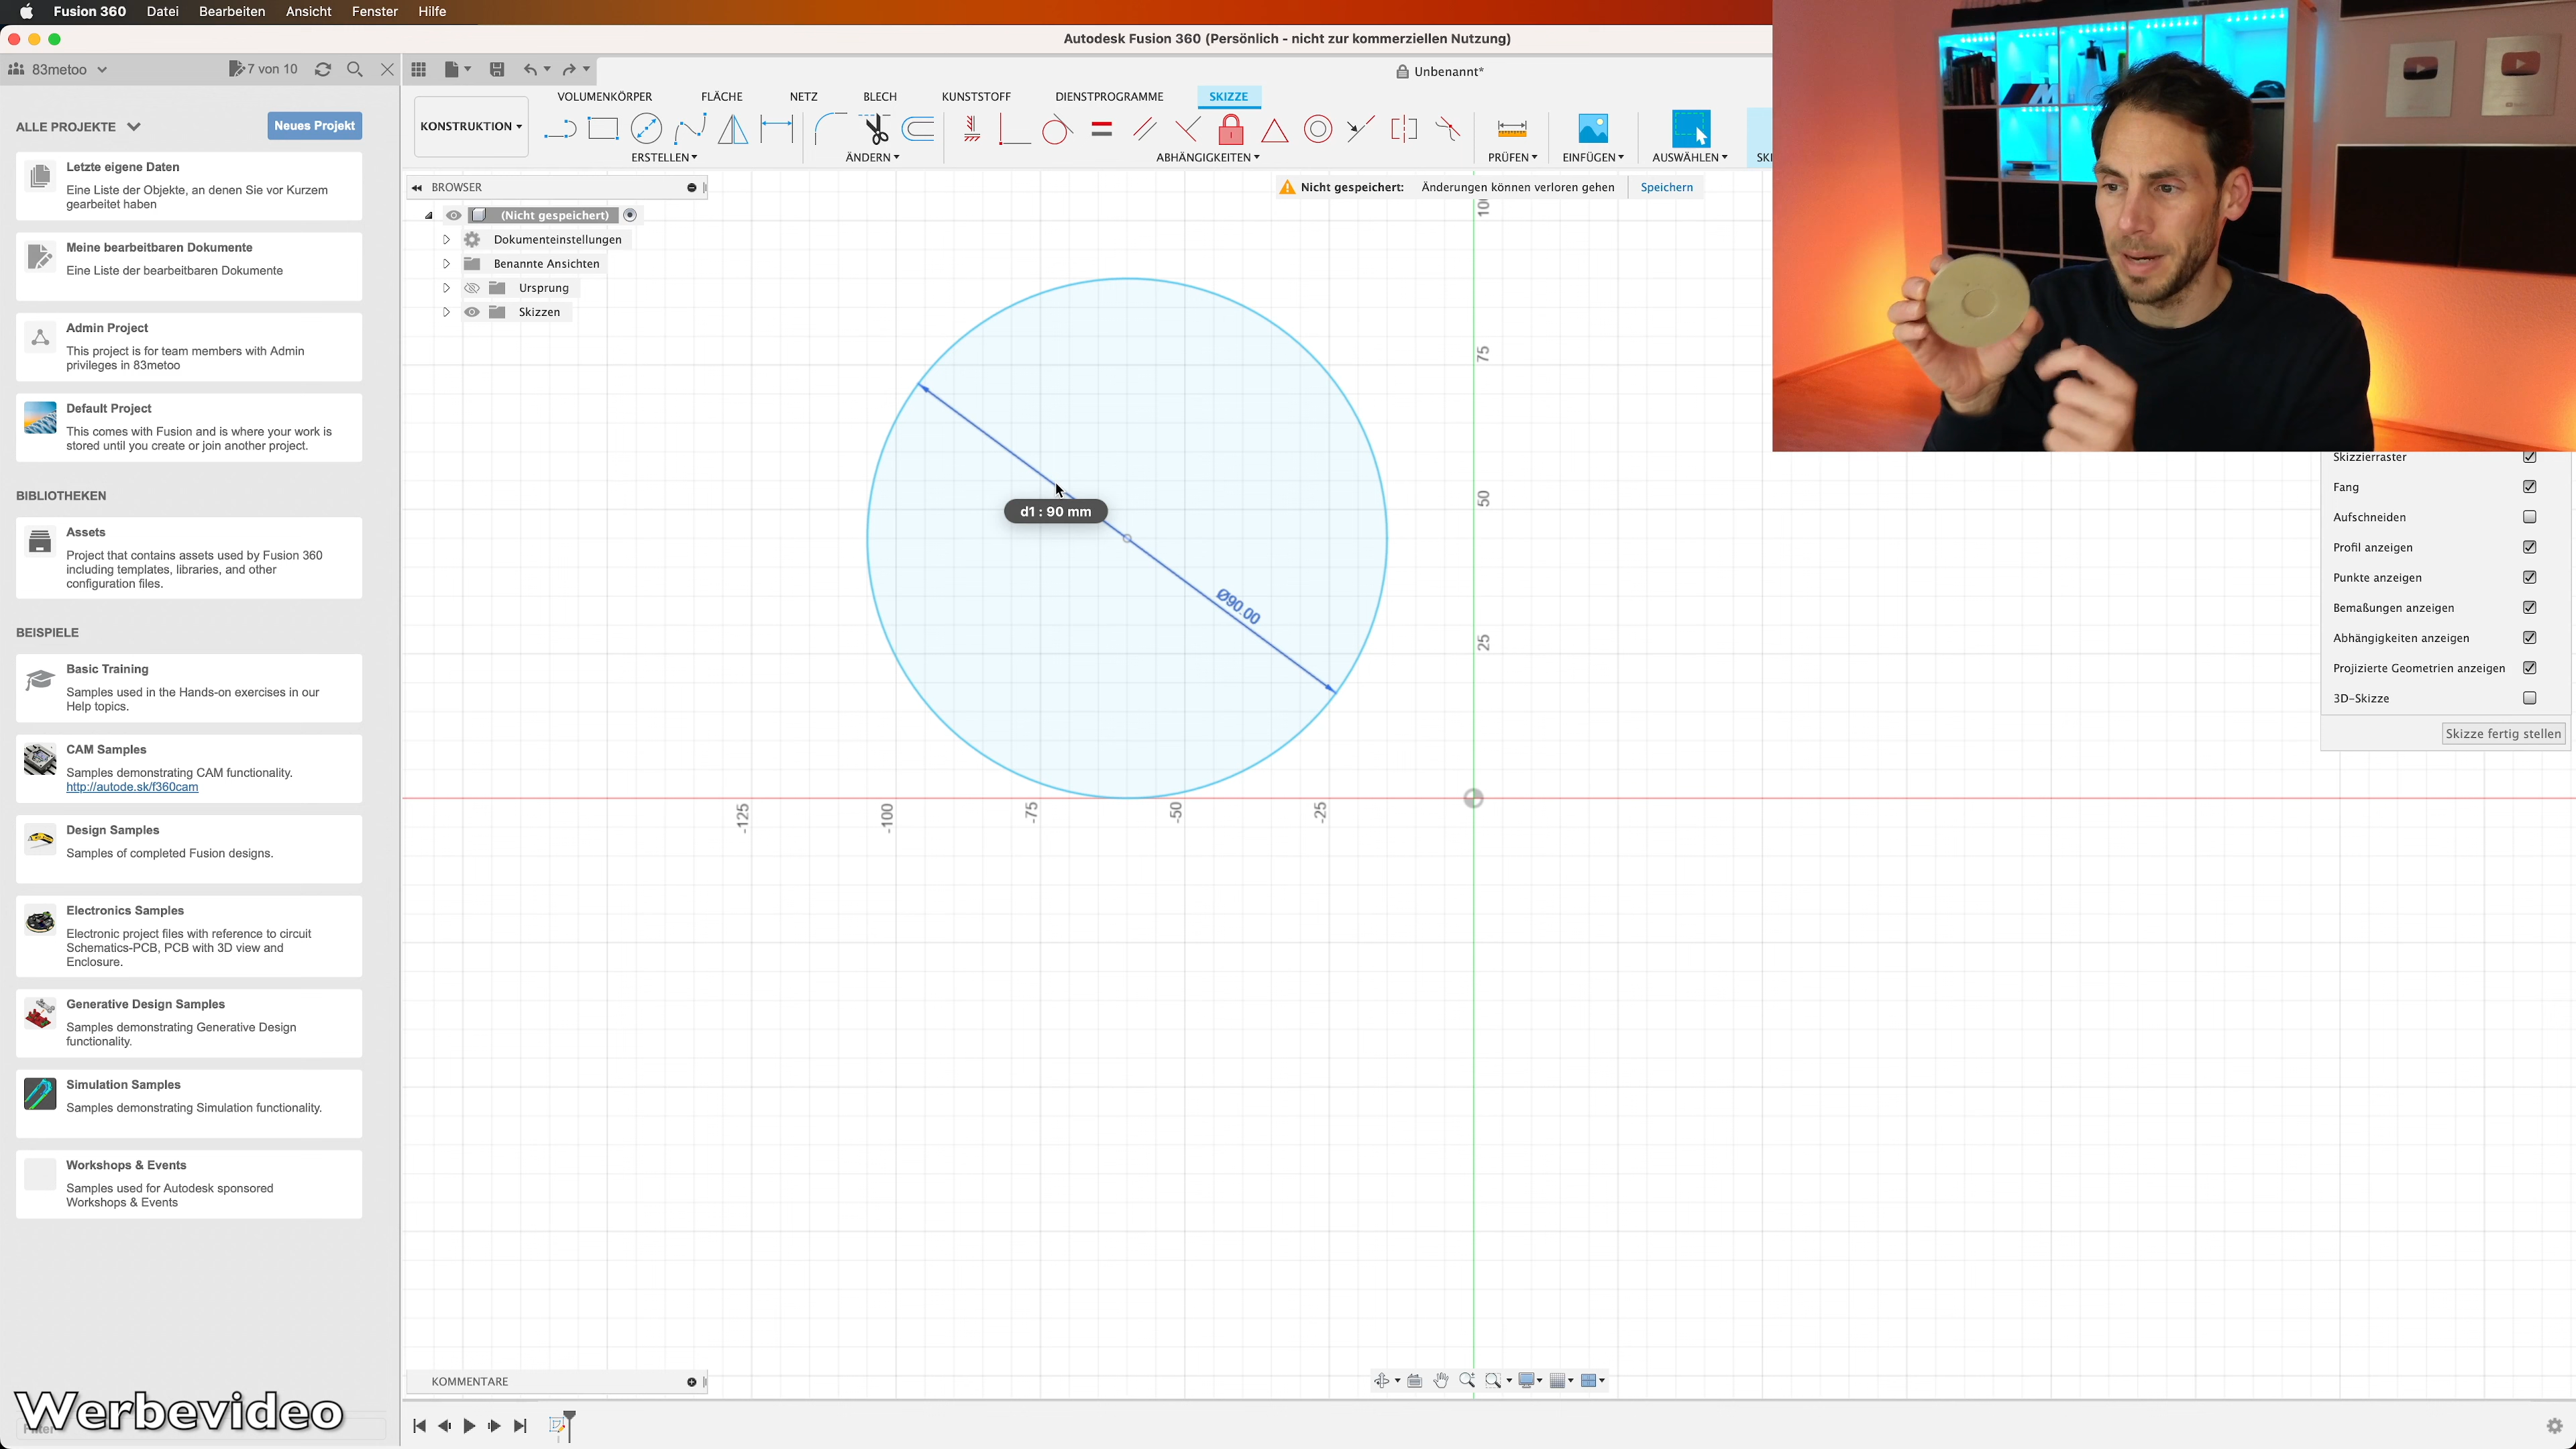 Fusion 360 Datei Bearbeiten Ansicht Fenster Hilfe
Autodesk Fusion 360 (Persönlich - nicht zur kommerziellen Nutzung)
83metoo 7 von 10
Unbenannt*
VOLUMENKÖRPER FLÄCHE NETZ BLECH KUNSTSTOFF DIENSTPROGRAMME SKIZZE
KONSTRUKTION
ERSTELLEN ÄNDERN ABHÄNGIGKEITEN PRÜFEN EINFÜGEN AUSWÄHLEN
ALLE PROJEKTE Neues Projekt
Letzte eigene Daten
Eine Liste der Objekte, an denen Sie vor Kurzem
gearbeitet haben
Meine bearbeitbaren Dokumente
Eine Liste der bearbeitbaren Dokumente
Admin Project
This project is for team members with Admin
privileges in 83metoo
Default Project
This comes with Fusion and is where your work is
stored until you create or join another project.
BIBLIOTHEKEN
Assets
Project that contains assets used by Fusion 360
including templates, libraries, and other
configuration files.
BEISPIELE
Basic Training
Samples used in the Hands-on exercises in our
Help topics.
CAM Samples
Samples demonstrating CAM functionality.
http://autode.sk/f360cam
Design Samples
Samples of completed Fusion designs.
Electronics Samples
Electronic project files with reference to circuit
Schematics-PCB, PCB with 3D view and
Enclosure.
Generative Design Samples
Samples demonstrating Generative Design
functionality.
Simulation Samples
Samples demonstrating Simulation functionality.
Workshops & Events
Samples used for Autodesk sponsored
Workshops & Events
Werbevideo
Filter
BROWSER
(Nicht gespeichert)
Dokumenteinstellungen
Benannte Ansichten
Ursprung
Skizzen
Nicht gespeichert: Änderungen können verloren gehen Speichern
75
50
25
d1 : 90 mm
Ø90.00
-125 -100 -75 -50 -25
Skizzierraster
Fang
Aufschneiden
Profil anzeigen
Punkte anzeigen
Bemaßungen anzeigen
Abhängigkeiten anzeigen
Projizierte Geometrien anzeigen
3D-Skizze
Skizze fertig stellen
KOMMENTARE